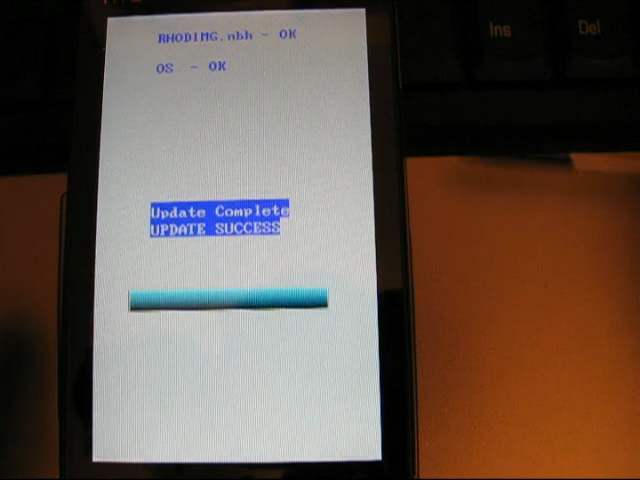 Ins Del
RHODIMG.nbh - OK
OS - OK
Update Complete
UPDATE SUCCESS